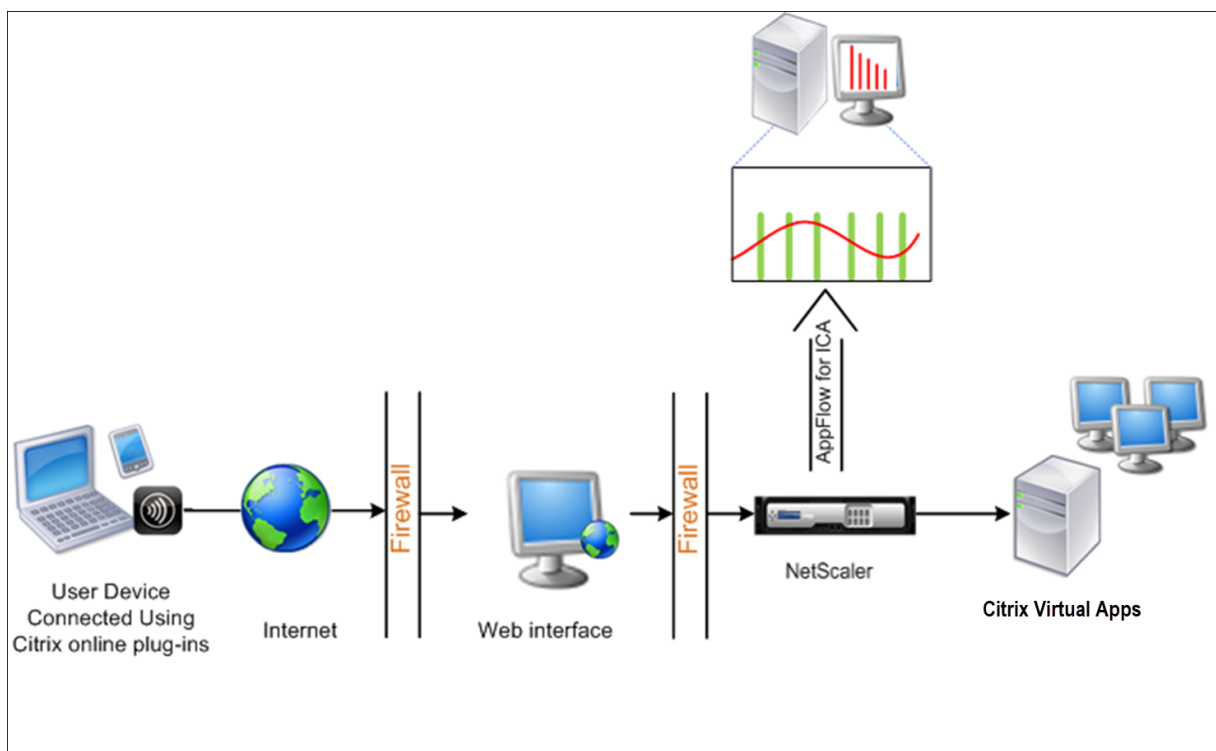 AppFlow for ICA
Firewall
Firewall
User Device
Connected Using
Citrix online plug-ins
Internet
Web interface
NetScaler
Citrix Virtual Apps